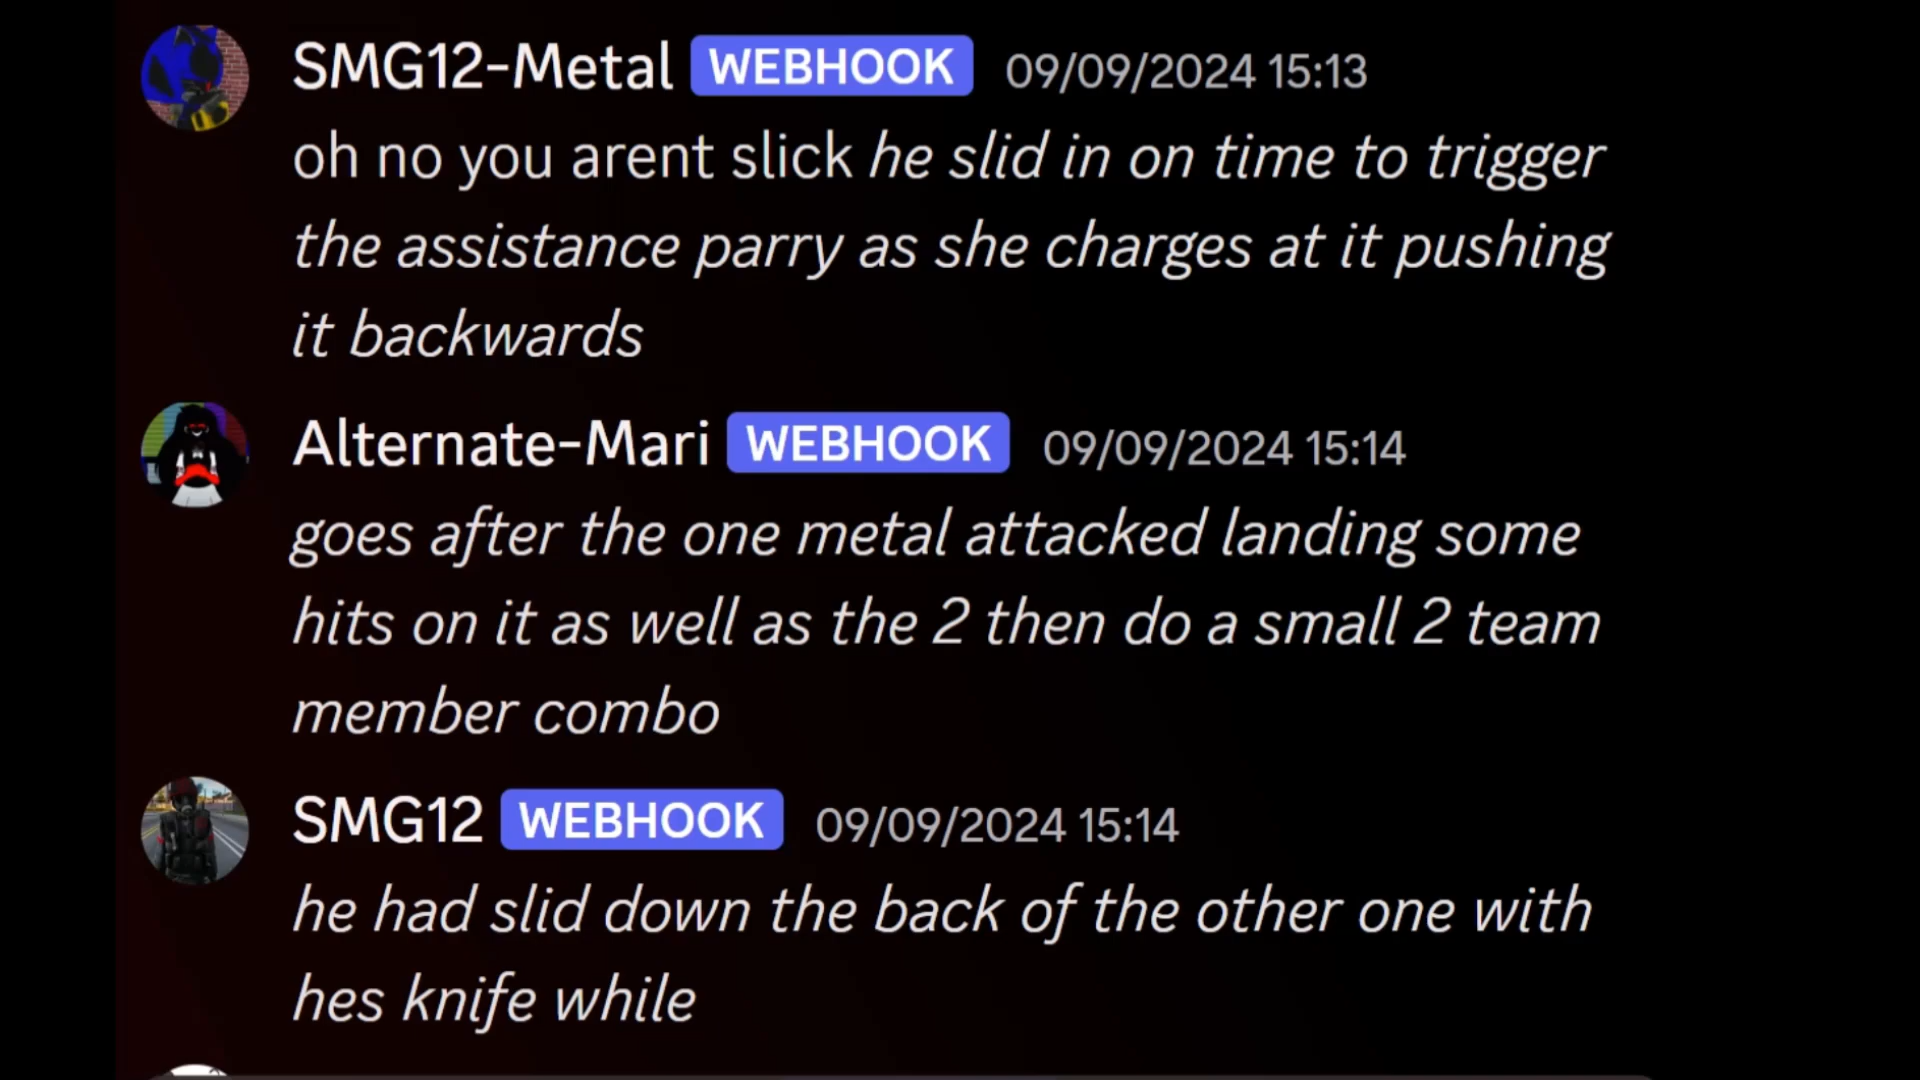 SMG12-Metal WEBHOOK 09/09/2024 15:13
oh no you arent slick he slid in on time to trigger
the assistance parry as she charges at it pushing
it backwards
Alternate-Mari WEBHOOK 09/09/2024 15:14
goes after the one metal attacked landing some
hits on it as well as the 2 then do a small 2 team
member combo
SMG12 WEBHOOK 09/09/2024 15:14
he had slid down the back of the other one with
hes knife while